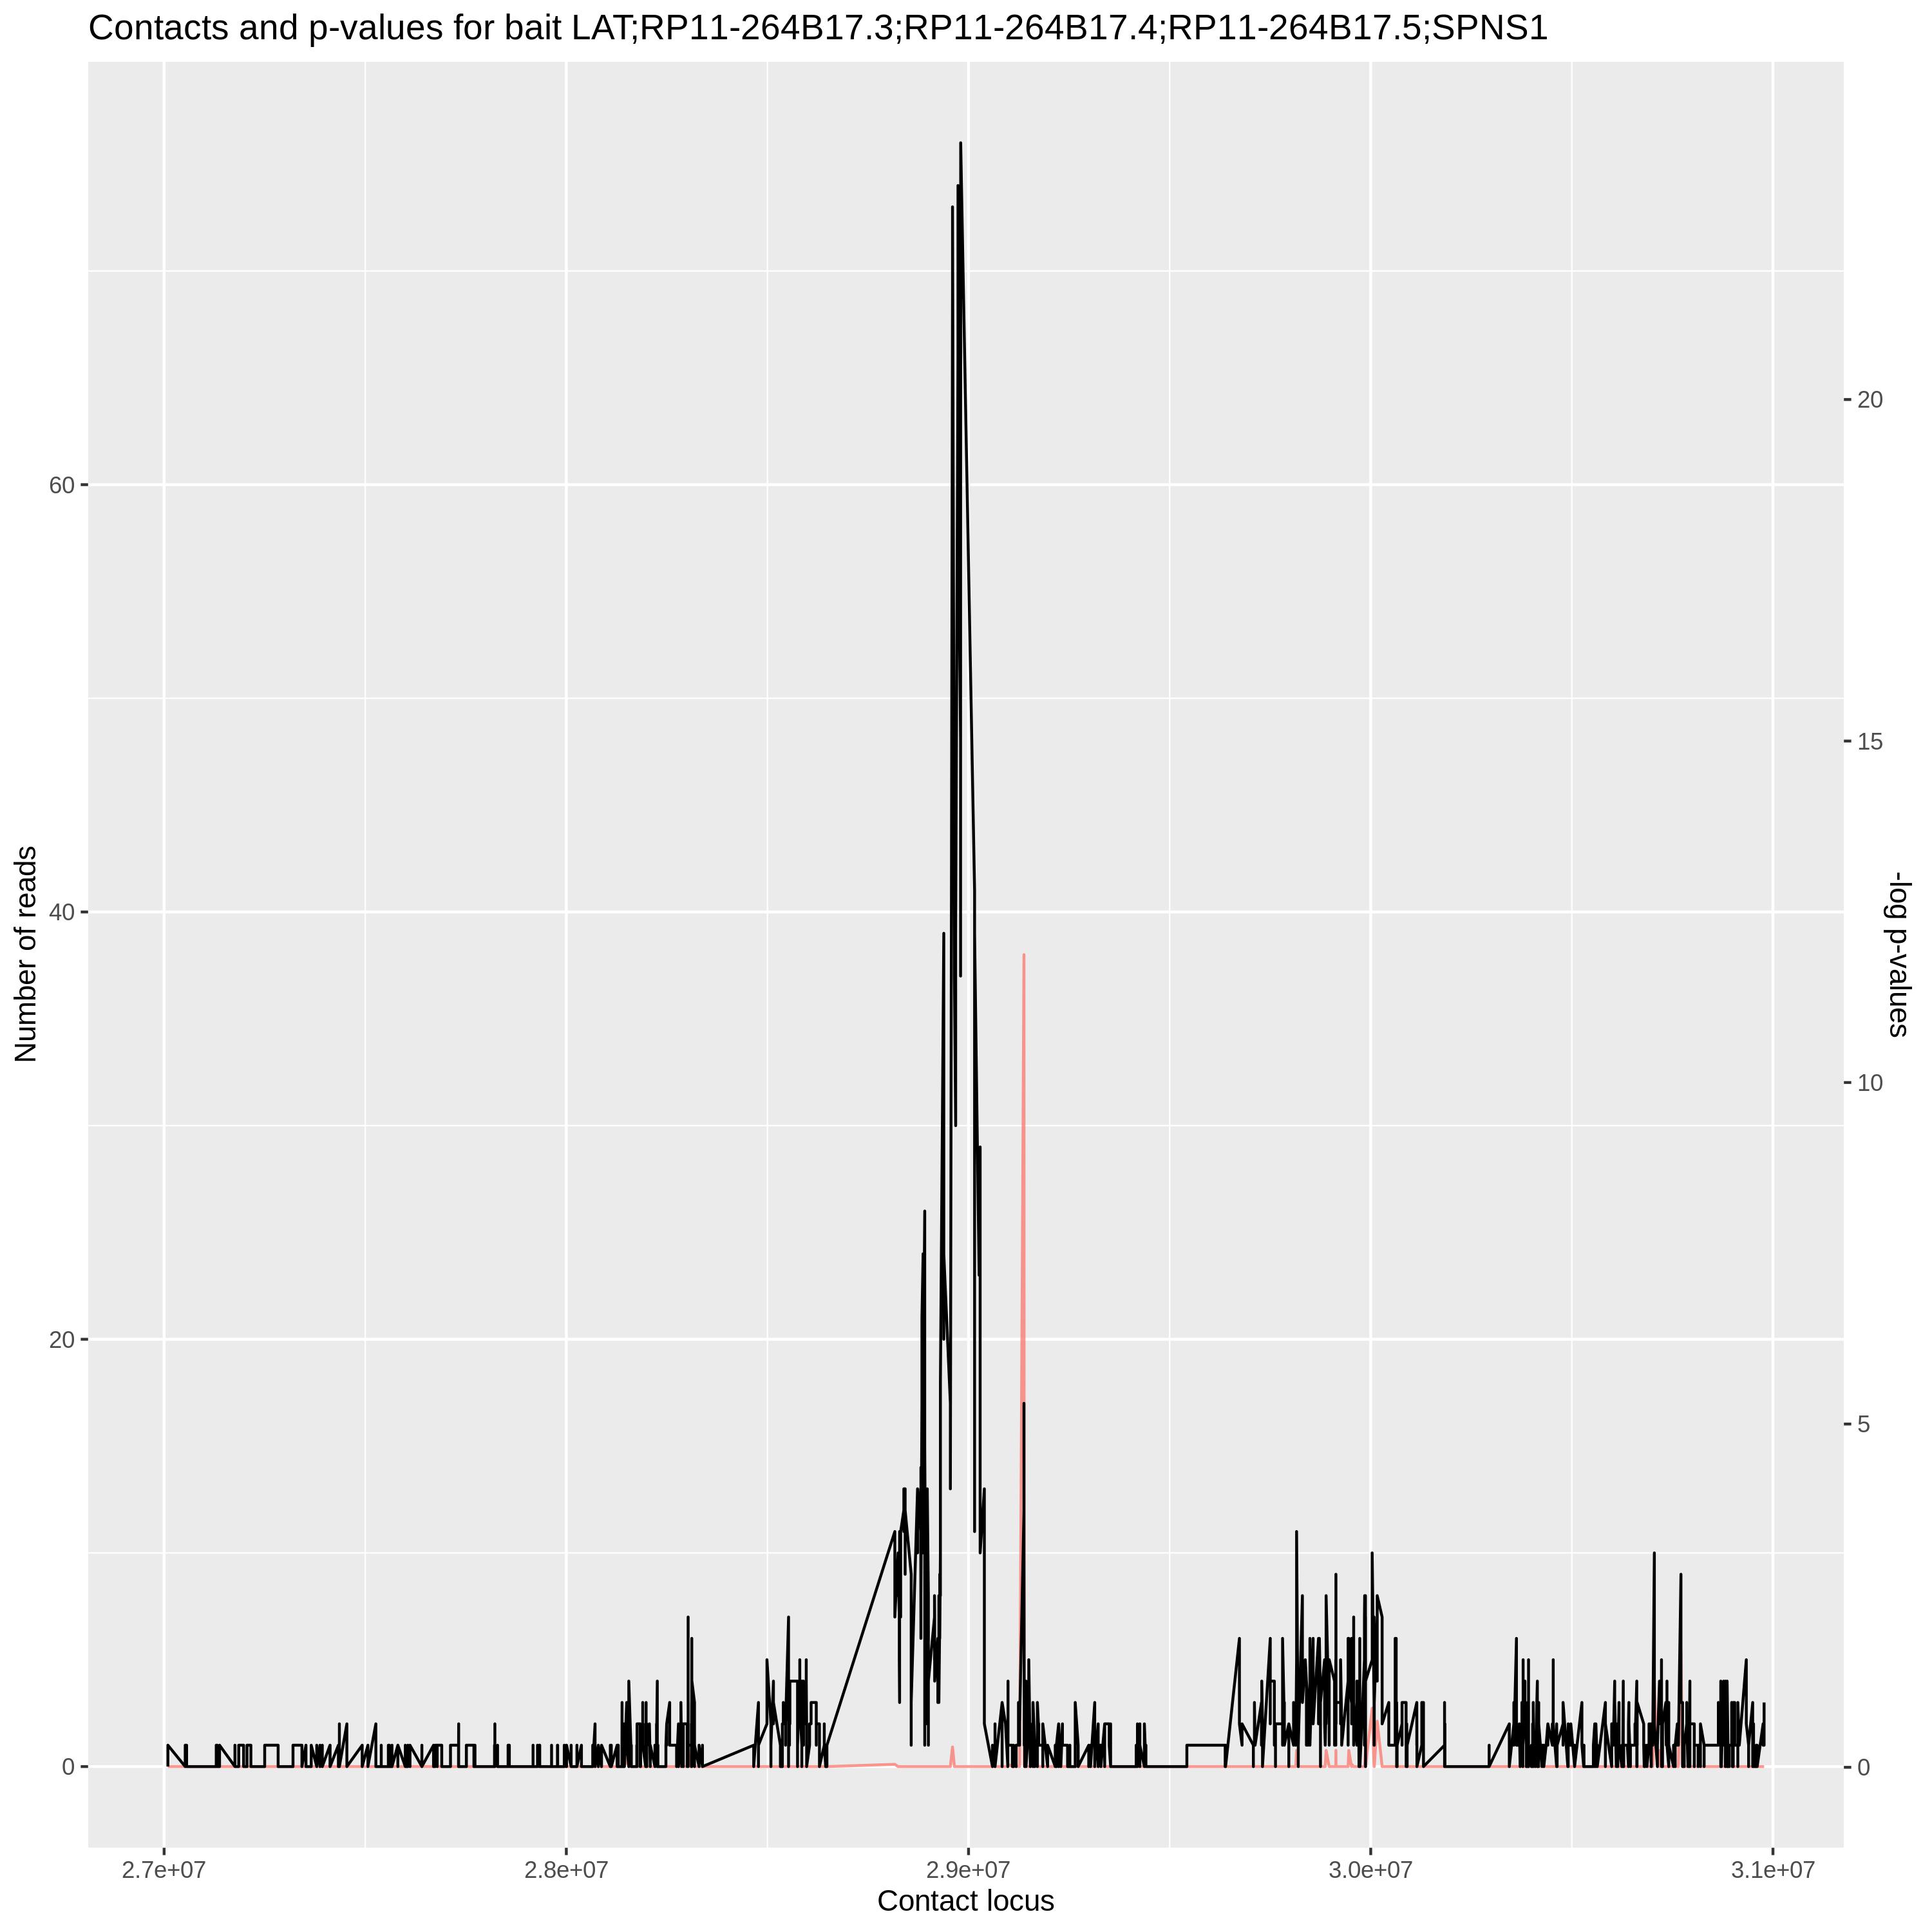 Contacts and p-values for bait LAT;RP11-264B17.3;RP11-264B17.4;RP11-264B17.5;SPNS1
Number of reads
60
40
20
0
20
15
10
5
0
-log p-values
2.7e+07 2.8e+07 2.9e+07 3.0e+07 3.1e+07
Contact locus